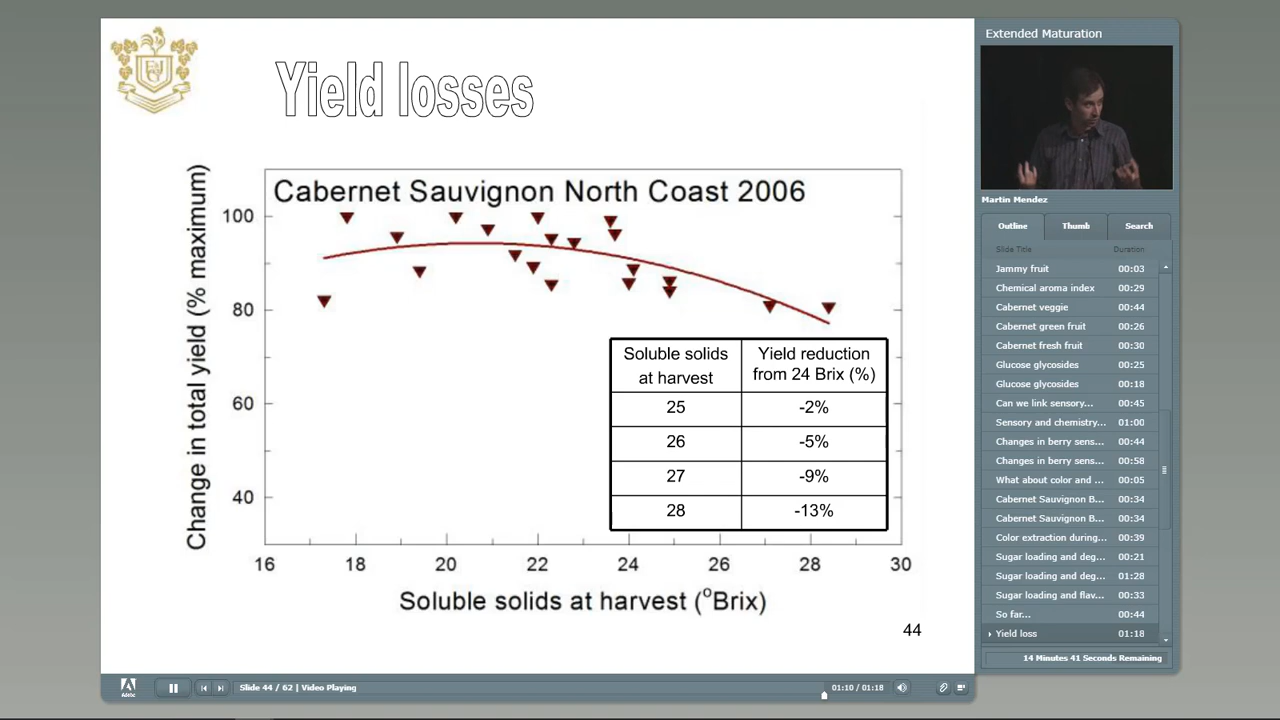 Yield losses
Cabernet Sauvignon North Coast 2006
Change in total yield (% maximum)
100
80
60
40
16 18 20 22 24 26 28 30
Soluble solids at harvest (°Brix)
Soluble solids at harvest Yield reduction from 24 Brix (%)
25 -2%
26 -5%
27 -9%
28 -13%
44
Extended Maturation
Martin Mendez
Outline Thumb Search
Slide Title Duration
Jammy fruit 00:03
Chemical aroma index 00:29
Cabernet veggie 00:44
Cabernet green fruit 00:26
Cabernet fresh fruit 00:30
Glucose glycosides 00:25
Glucose glycosides 00:18
Can we link sensory... 00:45
Sensory and chemistry... 01:00
Changes in berry sens... 00:44
Changes in berry sens... 00:58
What about color and ... 00:05
Cabernet Sauvignon B... 00:34
Cabernet Sauvignon B... 00:34
Color extraction during... 00:39
Sugar loading and deg... 00:21
Sugar loading and deg... 01:28
Sugar loading and flav... 00:33
So far... 00:44
Yield loss 01:18
14 Minutes 41 Seconds Remaining
Adobe
Slide 44 / 62 | Video Playing
01:10 / 01:18